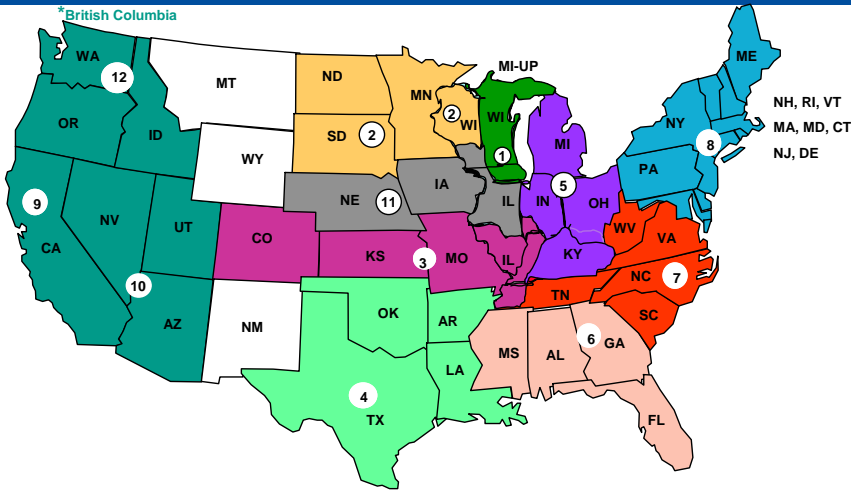 *British Columbia
WA
12
MT
ND
MN
MI-UP
ME
OR
ID
SD
2
2
WI
WI
1
MI
NY
8
NH, RI, VT
MA, MD, CT
NJ, DE
WY
PA
9
NV
UT
NE
11
IA
IL
IN
5
OH
CA
CO
KS
3
MO
IL
KY
WV
VA
10
AZ
NM
OK
AR
TN
NC
7
SC
MS
AL
6
GA
LA
4
TX
FL